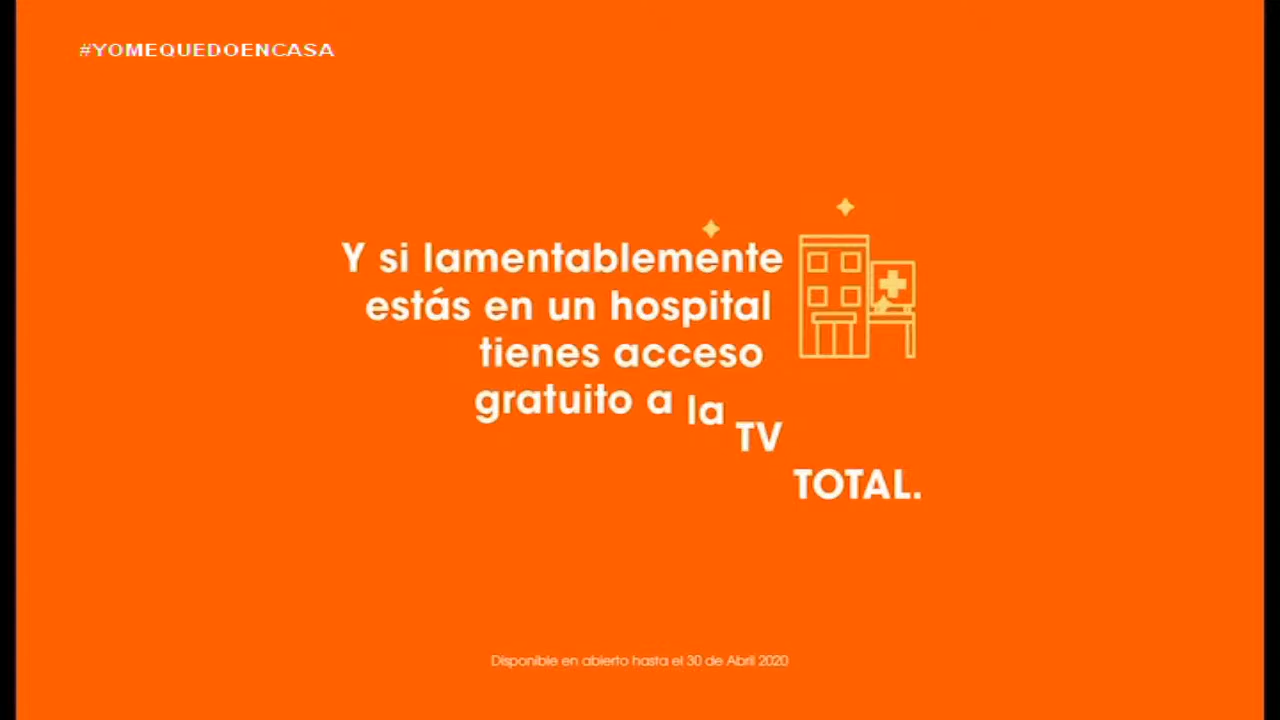 #YOMEQUEDOENCASA
Y si lamentablemente
estás en un hospital
tienes acceso
gratuito a la
TV
TOTAL.
Disponible en abierto hasta el 30 de Abril 2020